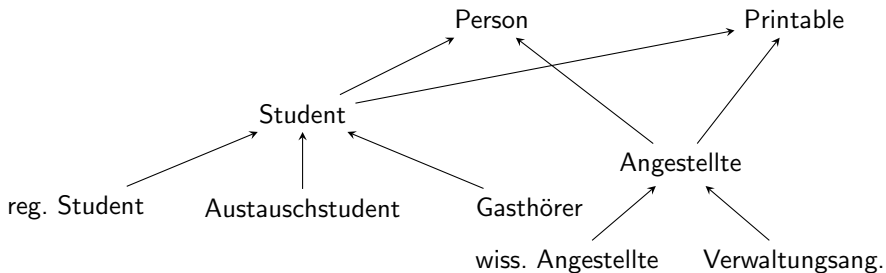 Person
Printable
Student
Angestellte
reg. Student
Austauschstudent
Gasthörer
wiss. Angestellte
Verwaltungsang.